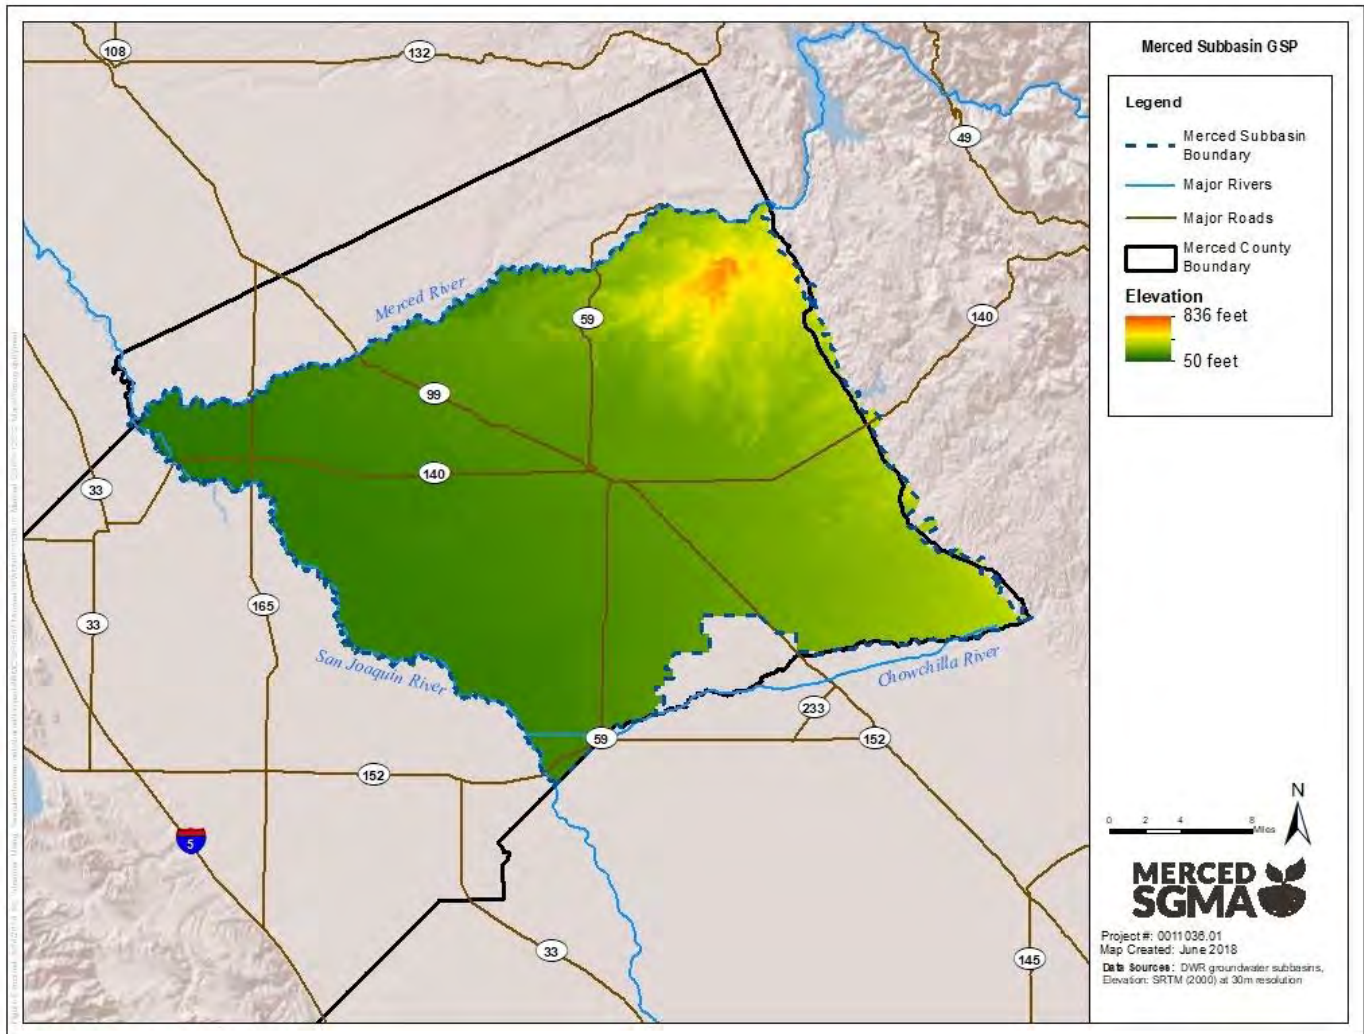 108
132
49
Merced River
59
99
140
140
33
33
165
San Joaquin River
Chowchilla River
233
59
152
152
5
33
145
Merced Subbasin GSP
Legend
Merced Subbasin
Boundary
Major Rivers
Major Roads
Merced County
Boundary
Elevation
836 feet
50 feet
N
0 2 4 8
Miles
MERCED
SGMA
Project #: 0011036.01
Map Created: June 2018
Data Sources: DWR groundwater subbasins,
Elevation: SRTM (2000) at 30m resolution